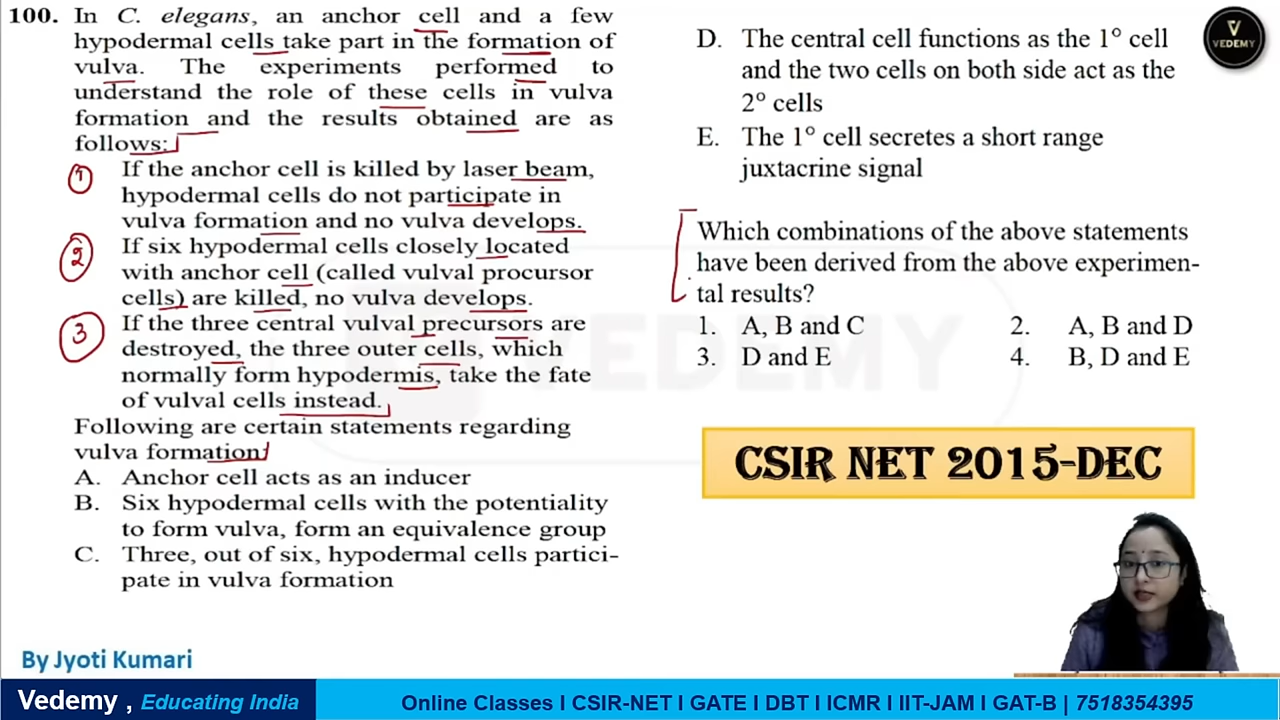 100. In C. elegans, an anchor cell and a few
hypodermal cells take part in the formation of
vulva. The experiments performed to
understand the role of these cells in vulva
formation and the results obtained are as
follows:
1 If the anchor cell is killed by laser beam,
hypodermal cells do not participate in
vulva formation and no vulva develops.
2 If six hypodermal cells closely located
with anchor cell (called vulval procursor
cells) are killed, no vulva develops.
3 If the three central vulval precursors are
destroyed, the three outer cells, which
normally form hypodermis, take the fate
of vulval cells instead.
Following are certain statements regarding
vulva formation
A. Anchor cell acts as an inducer
B. Six hypodermal cells with the potentiality
to form vulva, form an equivalence group
C. Three, out of six, hypodermal cells partici-
pate in vulva formation
D. The central cell functions as the 1° cell
and the two cells on both side act as the
2° cells
E. The 1° cell secretes a short range
juxtacrine signal
Which combinations of the above statements
have been derived from the above experimen-
tal results?
1. A, B and C 2. A, B and D
3. D and E 4. B, D and E
CSIR NET 2015-DEC
VEDEMY
VEDEMY
By Jyoti Kumari
Vedemy , Educating India
Online Classes I CSIR-NET I GATE I DBT I ICMR I IIT-JAM I GAT-B | 7518354395